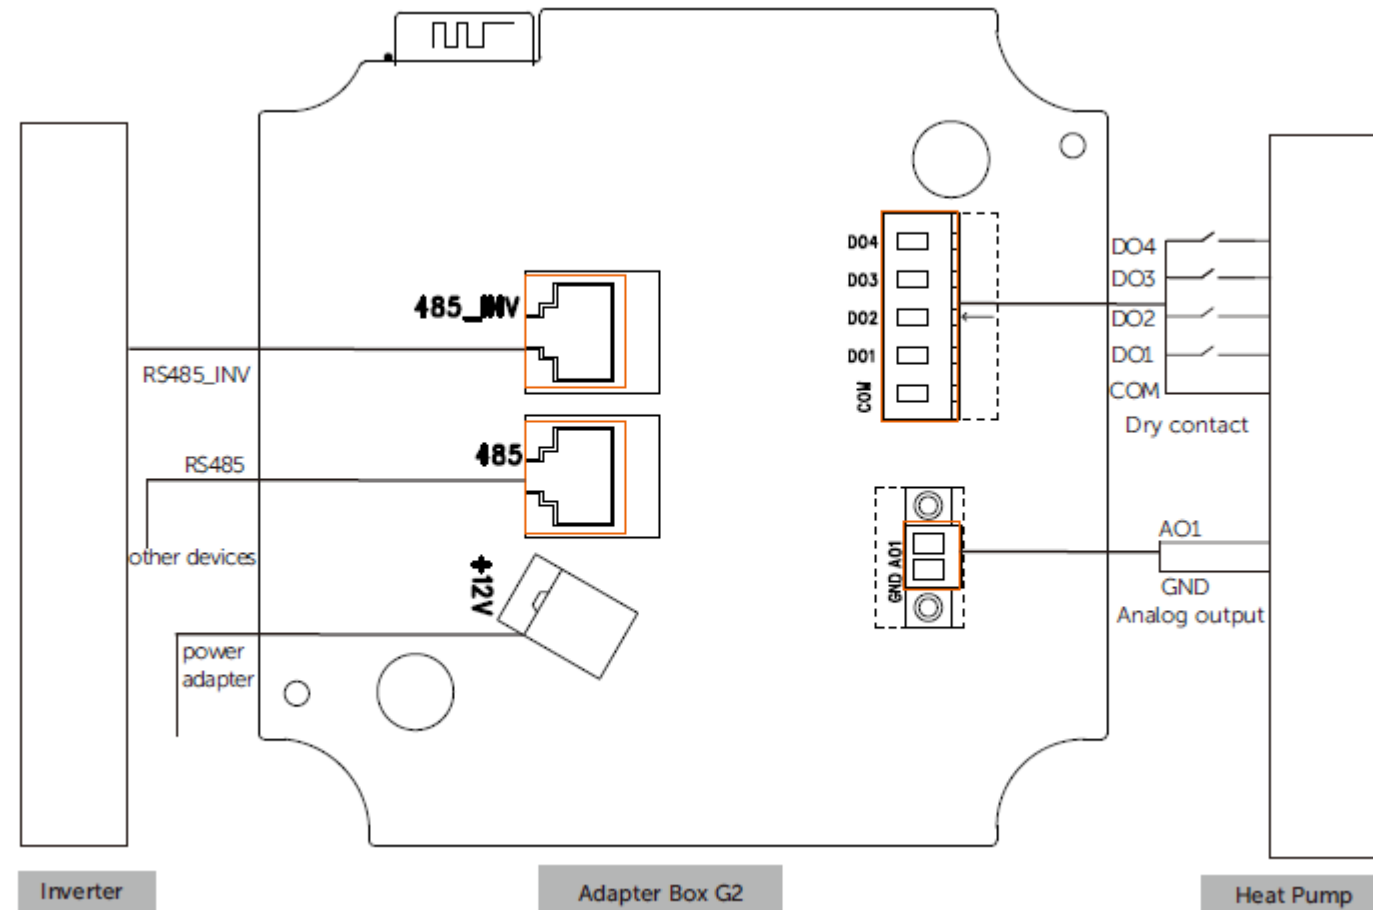 485_INV
RS485_INV
485
RS485
other devices
+12V
power
adapter
DO4
DO3
DO2
DO1
COM
DO4
DO3
DO2
DO1
COM
Dry contact
GND AO1
AO1
GND
Analog output
Inverter
Adapter Box G2
Heat Pump